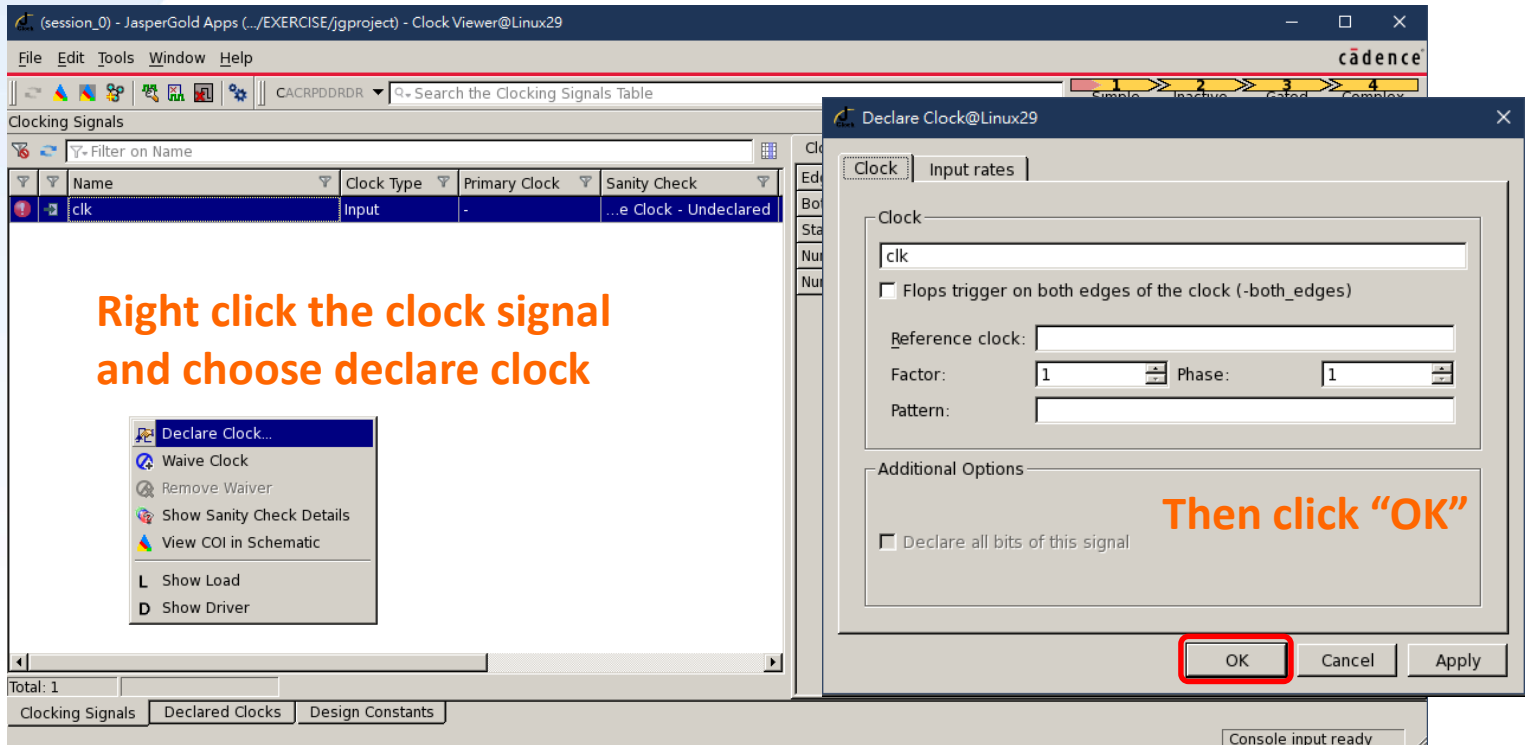 (session_0) - JasperGold Apps (.../EXERCISE/jgproject) - Clock Viewer@Linux29
File Edit Tools Window Help
cādence
CACRPDDRDR
Search the Clocking Signals Table
1 2 3 4
Simple Inactive Gated Complex
Clocking Signals
Filter on Name
Name Clock Type Primary Clock Sanity Check
clk Input - ...e Clock - Undeclared
Right click the clock signal
and choose declare clock
Declare Clock...
Waive Clock
Remove Waiver
Show Sanity Check Details
View COI in Schematic
L Show Load
D Show Driver
Total: 1
Clocking Signals Declared Clocks Design Constants
Console input ready
Declare Clock@Linux29
Clock Input rates
Clock
clk
Flops trigger on both edges of the clock (-both_edges)
Reference clock:
Factor: 1 Phase: 1
Pattern:
Additional Options
Then click “OK”
Declare all bits of this signal
OK Cancel Apply